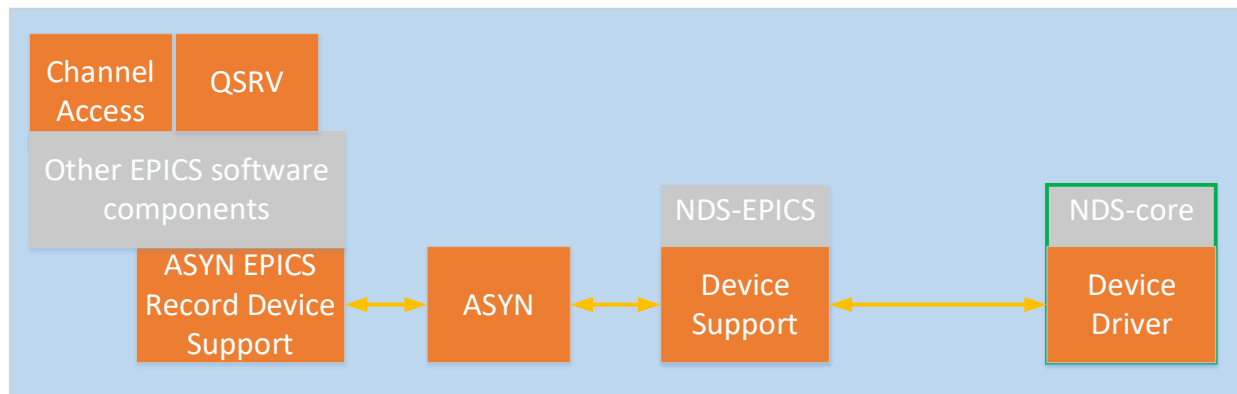 Channel
Access
QSRV
Other EPICS software
components
NDS-EPICS
NDS-core
ASYN EPICS
Record Device
Support
ASYN
Device
Support
Device
Driver